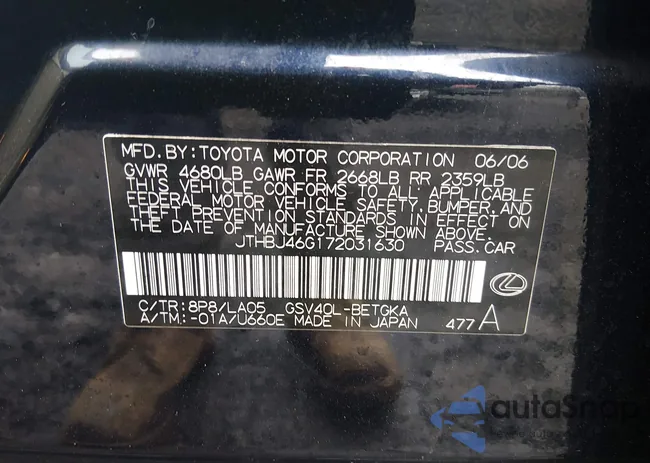 MFD. BY: TOYOTA MOTOR CORPORATION 06/06
GVWR 4680LB GAWR FR 2668LB RR 2359LB
THIS VEHICLE CONFORMS TO ALL APPLICABLE
FEDERAL MOTOR VEHICLE SAFETY, BUMPER, AND
THEFT PREVENTION STANDARDS IN EFFECT ON
THE DATE OF MANUFACTURE SHOWN ABOVE.
JTHBJ46G172031630 PASS. CAR
C/TR: 8P8/LA05 GSV40L-BETGKA
A/TM: -01A/U660E MADE IN JAPAN 477A
autoSnap